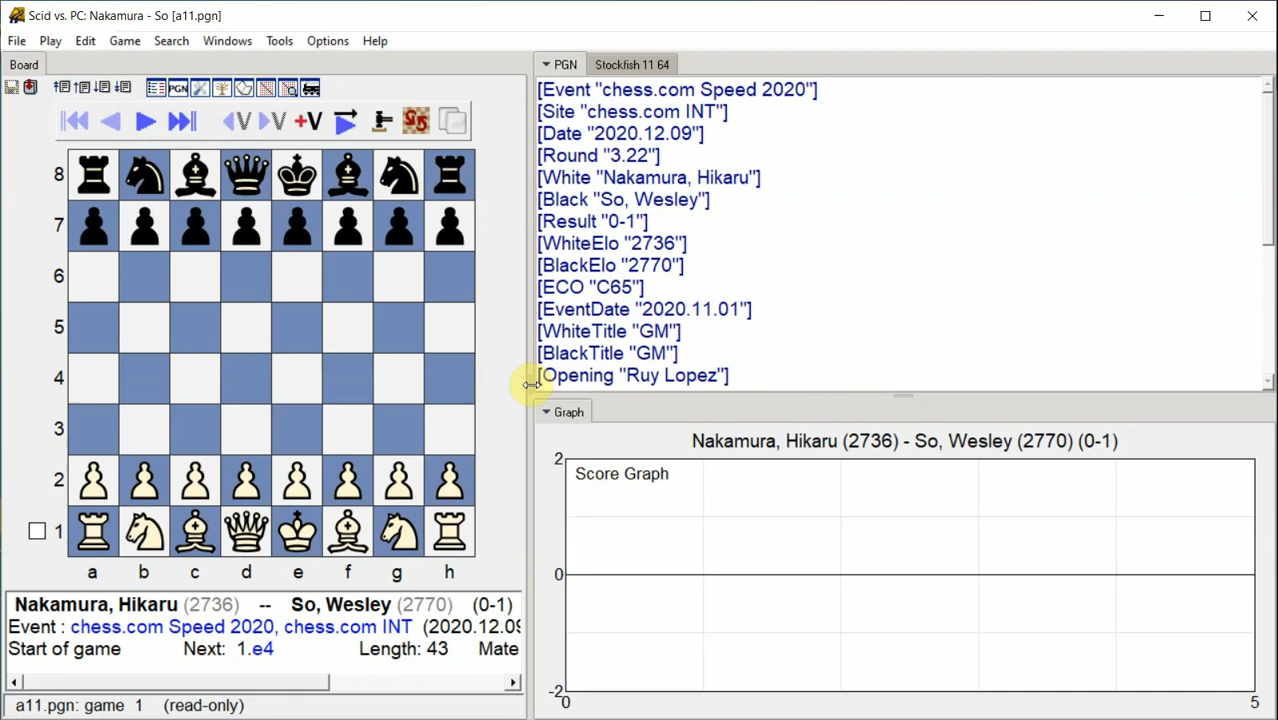 Scid vs. PC: Nakamura - So [a11.pgn]
File Play Edit Game Search Windows Tools Options Help
Board
PGN
V V +V
8
7
6
5
4
3
2
1
a b c d e f g h
Nakamura, Hikaru (2736) -- So, Wesley (2770) (0-1)
Event : chess.com Speed 2020, chess.com INT (2020.12.09
Start of game Next: 1.e4 Length: 43 Mate
a11.pgn: game 1 (read-only)
PGN Stockfish 11 64
[Event "chess.com Speed 2020"]
[Site "chess.com INT"]
[Date "2020.12.09"]
[Round "3.22"]
[White "Nakamura, Hikaru"]
[Black "So, Wesley"]
[Result "0-1"]
[WhiteElo "2736"]
[BlackElo "2770"]
[ECO "C65"]
[EventDate "2020.11.01"]
[WhiteTitle "GM"]
[BlackTitle "GM"]
[Opening "Ruy Lopez"]
Graph
Nakamura, Hikaru (2736) - So, Wesley (2770) (0-1)
Score Graph
2
0
-2
0 5